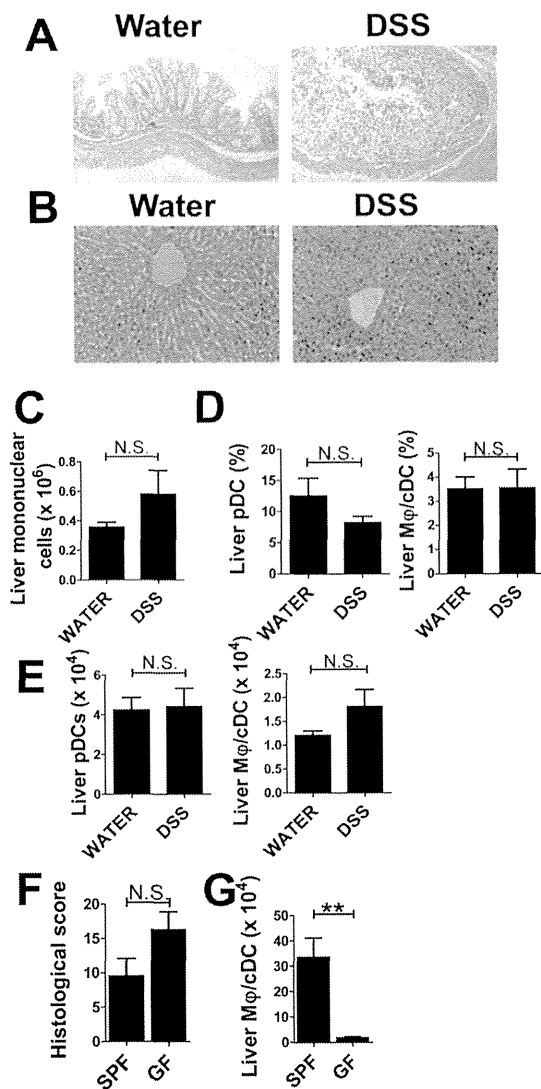 A
Water
DSS
B
Water
DSS
C
Liver mononuclear
cells (x 10⁶)
0.8
0.6
0.4
0.2
0.0
N.S.
WATER
DSS
D
Liver pDC (%)
20
15
10
5
0
N.S.
WATER
DSS
Liver Mφ/cDC (%)
5
4
3
2
1
0
N.S.
WATER
DSS
E
Liver pDCs (x 10⁴)
6
4
2
0
N.S.
WATER
DSS
Liver Mφ/cDC (x 10⁴)
2.5
2.0
1.5
1.0
0.5
0.0
N.S.
WATER
DSS
F
Histological score
20
15
10
5
0
N.S.
SPF
GF
G
Liver Mφ/cDC (x 10⁴)
50
40
30
20
10
0
**
SPF
GF